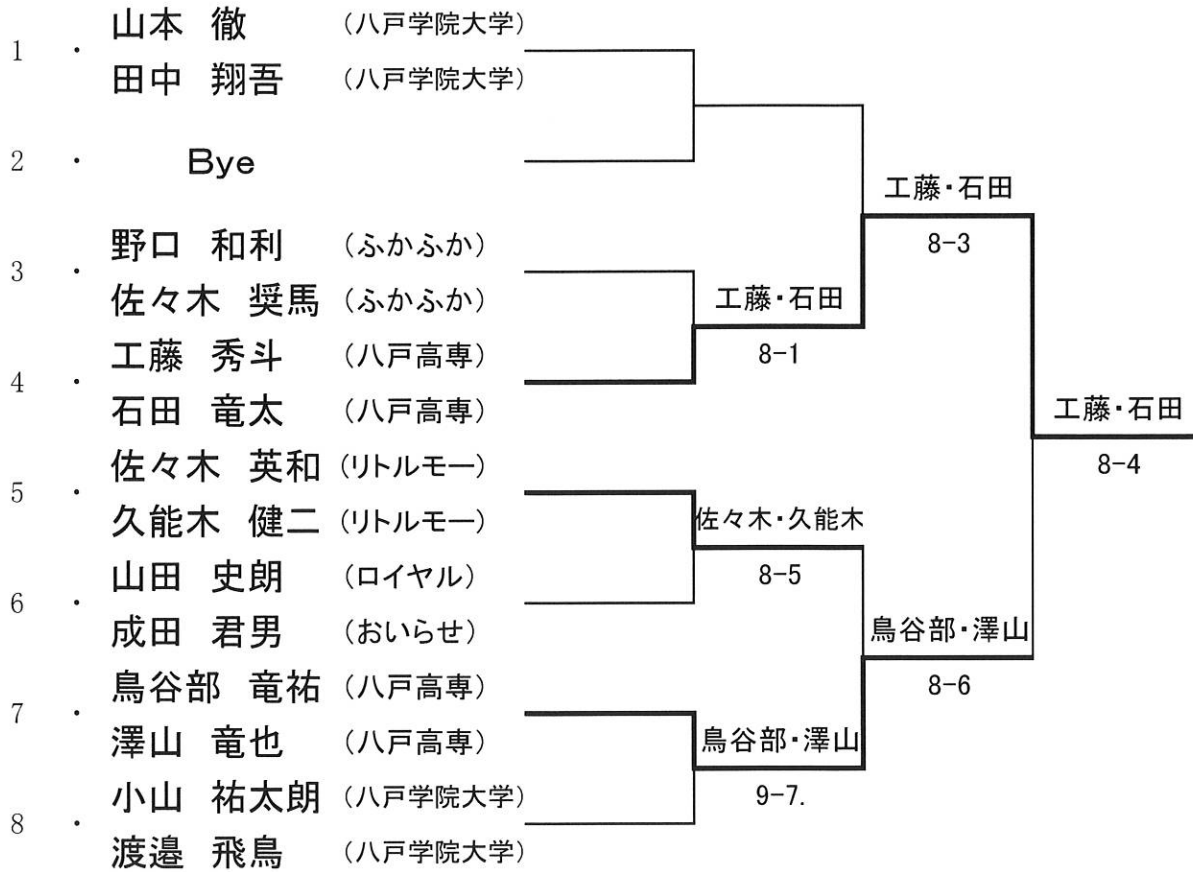 山本 徹 (八戸学院大学)
1 ・
田中 翔吾 (八戸学院大学)
2 ・ Bye
工藤・石田
野口 和利 (ふかふか)
8-3
3 ・
佐々木 奨馬 (ふかふか)
工藤・石田
工藤 秀斗 (八戸高専)
8-1
4 ・
石田 竜太 (八戸高専)
工藤・石田
佐々木 英和 (リトルモー)
8-4
5 ・
久能木 健二 (リトルモー)
佐々木・久能木
山田 史朗 (ロイヤル)
8-5
6 ・
成田 君男 (おいらせ)
鳥谷部・澤山
鳥谷部 竜祐 (八戸高専)
8-6
7 ・
澤山 竜也 (八戸高専)
鳥谷部・澤山
小山 祐太朗 (八戸学院大学)
9-7.
8 ・
渡邉 飛鳥 (八戸学院大学)